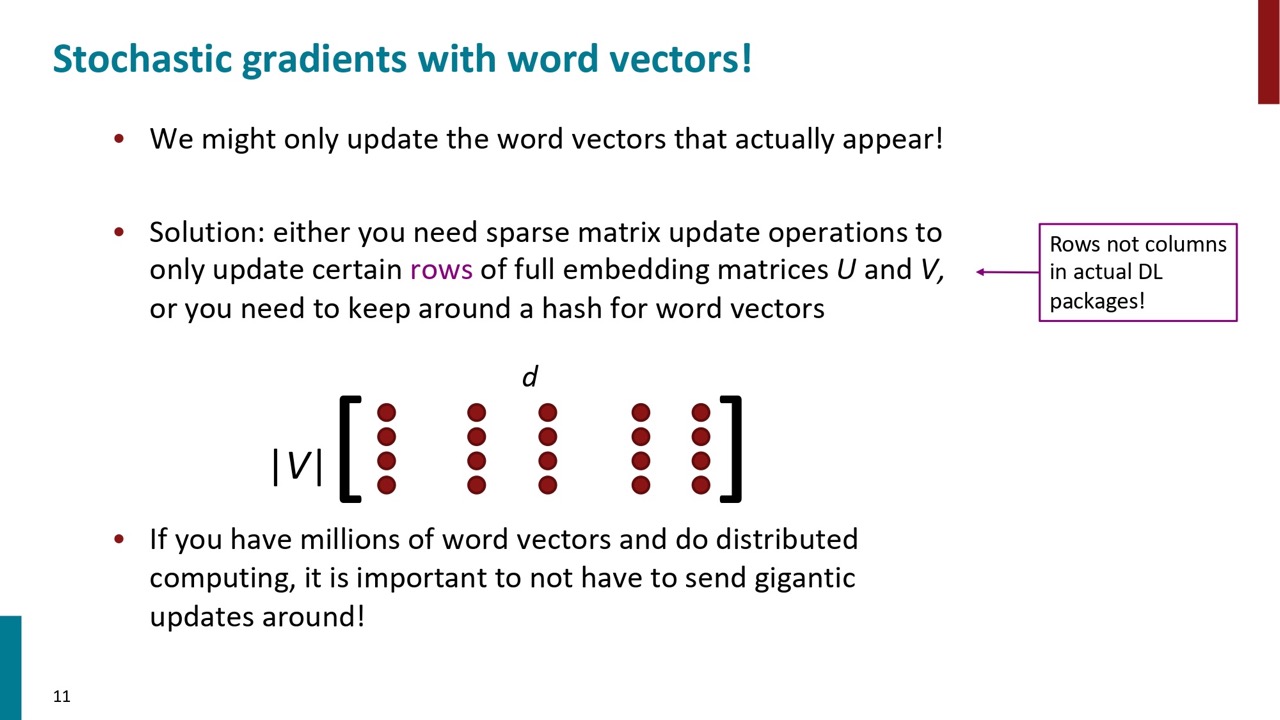 Stochastic gradients with word vectors!
• We might only update the word vectors that actually appear!
• Solution: either you need sparse matrix update operations to
only update certain rows of full embedding matrices U and V,
or you need to keep around a hash for word vectors
Rows not columns
in actual DL
packages!
d
|V|
• If you have millions of word vectors and do distributed
computing, it is important to not have to send gigantic
updates around!
11